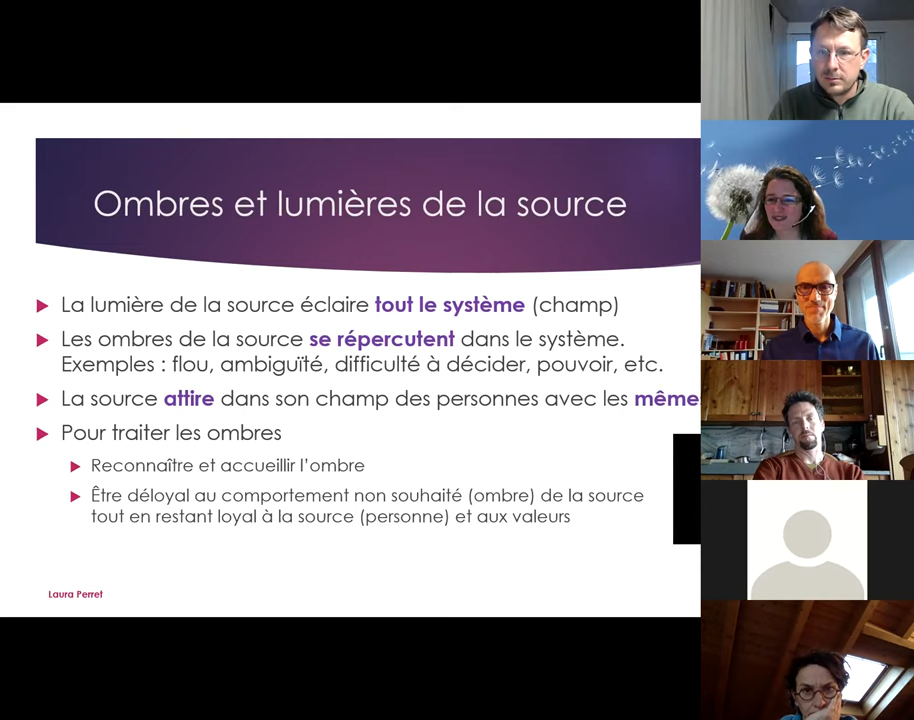 Ombres et lumières de la source
La lumière de la source éclaire tout le système (champ)
Les ombres de la source se répercutent dans le système.
Exemples : flou, ambiguïté, difficulté à décider, pouvoir, etc.
La source attire dans son champ des personnes avec les même
Pour traiter les ombres
Reconnaître et accueillir l'ombre
Être déloyal au comportement non souhaité (ombre) de la source
tout en restant loyal à la source (personne) et aux valeurs
Laura Perret